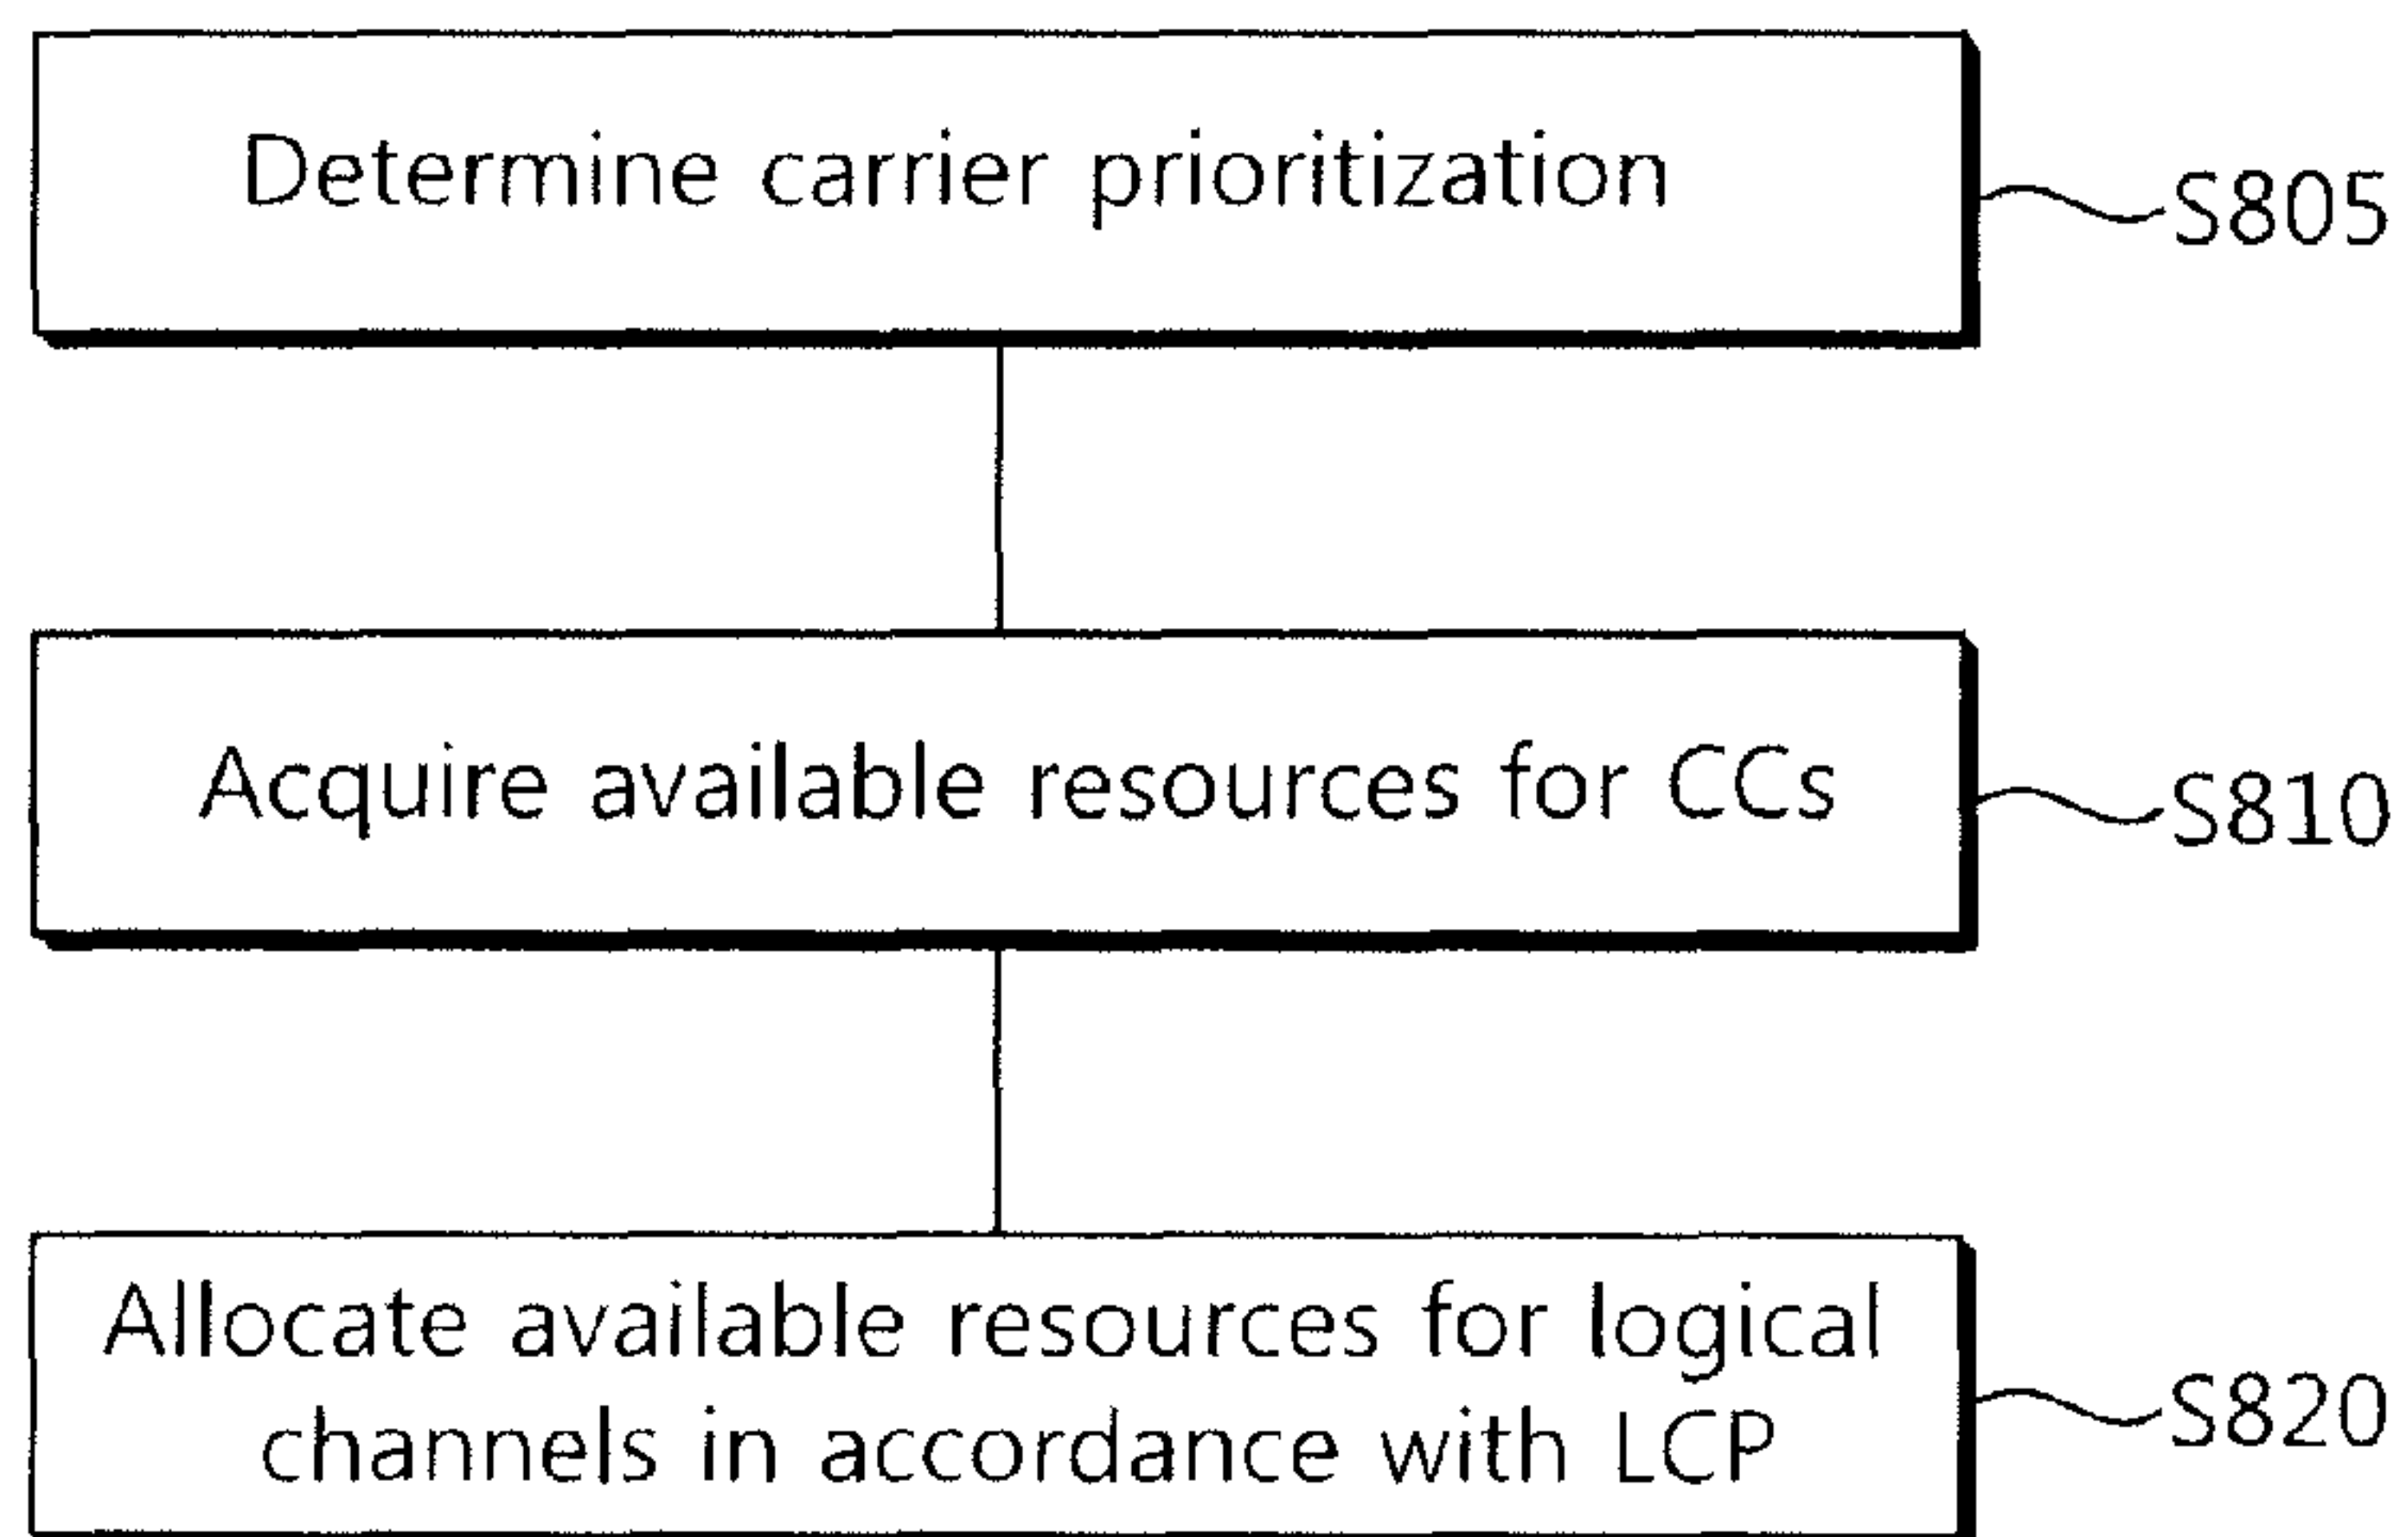 Determine carrier prioritization
S805
Acquire available resources for CCs
S810
Allocate available resources for logical
channels in accordance with LCP
S820